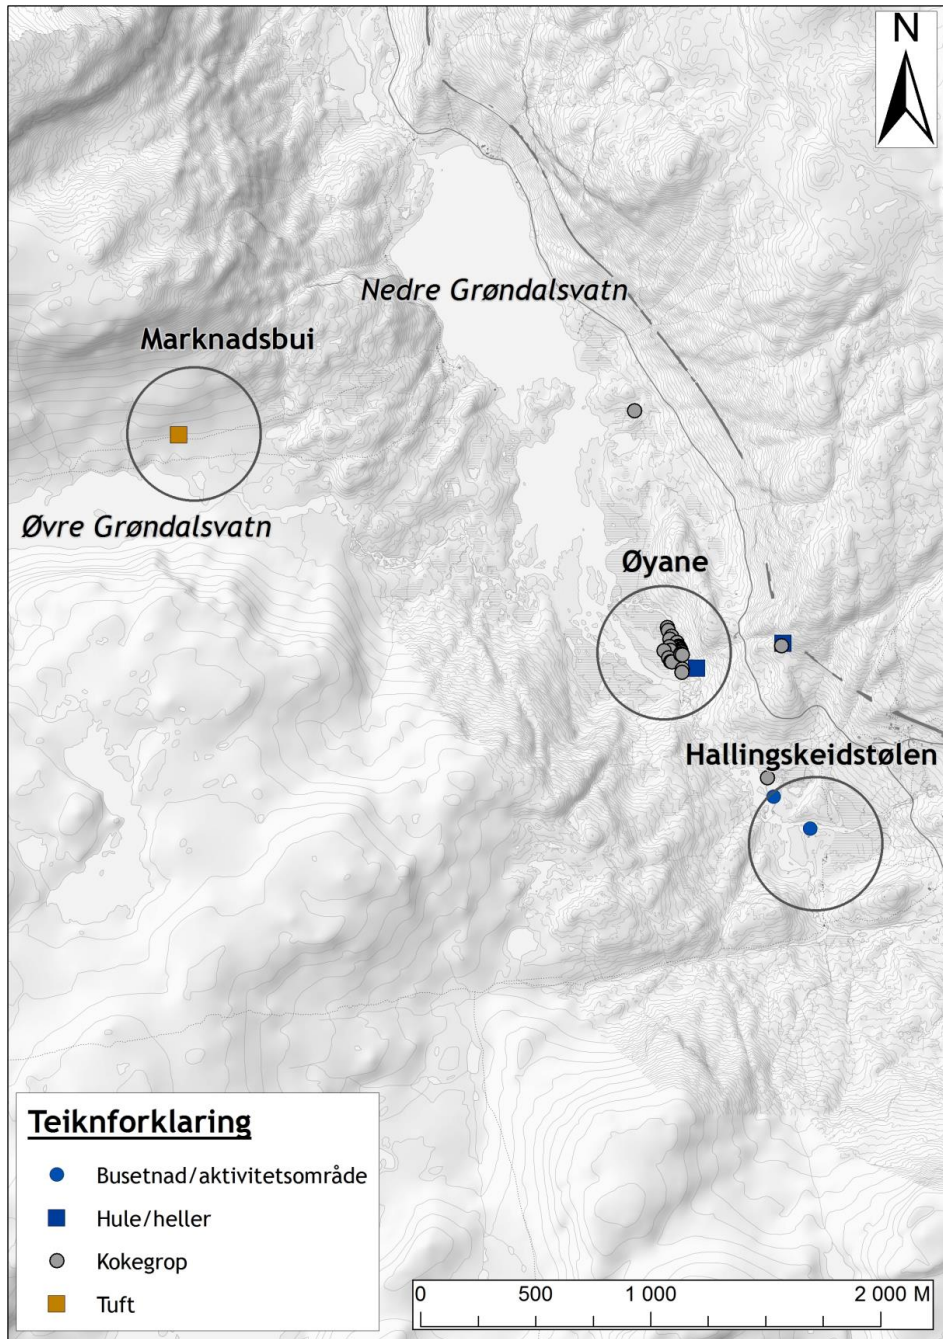 N
Nedre Grøndalsvatn
Marknadsbui
Øvre Grøndalsvatn
Øyane
Hallingskeidstølen
Teiknforklaring
Busetnad/aktivitetsområde
Hule/heller
Kokegrop
Tuft
0 500 1 000 2 000 M